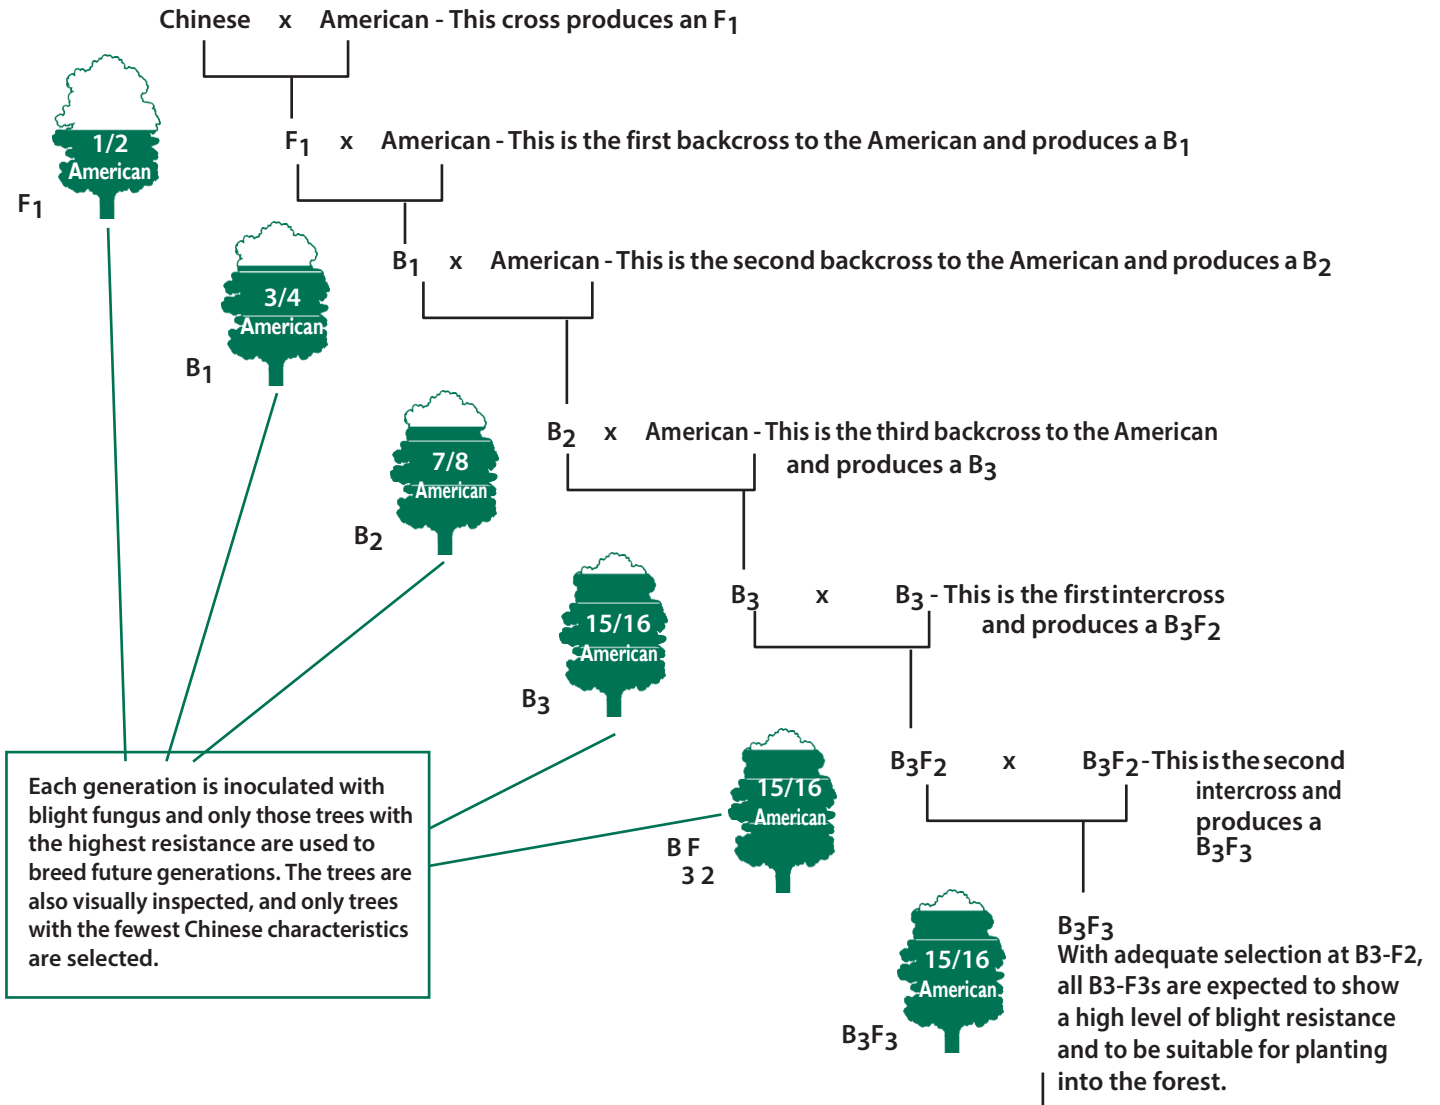 Chinese x American - This cross produces an F1
1/2
American
F1
F1 x American - This is the first backcross to the American and produces a B1
3/4
American
B1
B1 x American - This is the second backcross to the American and produces a B2
7/8
American
B2
B2 x American - This is the third backcross to the American
and produces a B3
15/16
American
B3
B3 x B3 - This is the first intercross
and produces a B3F2
15/16
American
B F
3 2
B3F2 x B3F2 - This is the second
intercross and
produces a
B3F3
Each generation is inoculated with
blight fungus and only those trees with
the highest resistance are used to
breed future generations. The trees are
also visually inspected, and only trees
with the fewest Chinese characteristics
are selected.
15/16
American
B3F3
B3F3
With adequate selection at B3-F2,
all B3-F3s are expected to show
a high level of blight resistance
and to be suitable for planting
into the forest.